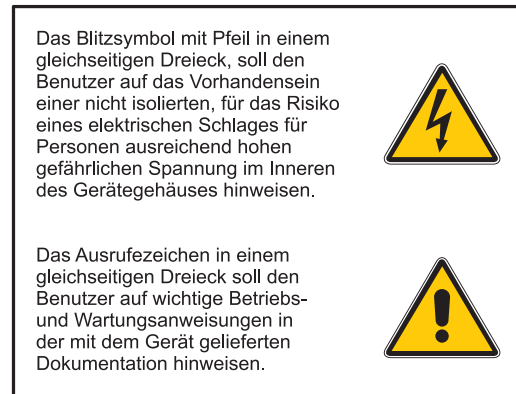 Das Blitzsymbol mit Pfeil in einem
gleichseitigen Dreieck, soll den
Benutzer auf das Vorhandensein
einer nicht isolierten, für das Risiko
eines elektrischen Schlages für
Personen ausreichend hohen
gefährlichen Spannung im Inneren
des Gerätegehäuses hinweisen.
Das Ausrufezeichen in einem
gleichseitigen Dreieck soll den
Benutzer auf wichtige Betriebs-
und Wartungsanweisungen in
der mit dem Gerät gelieferten
Dokumentation hinweisen.